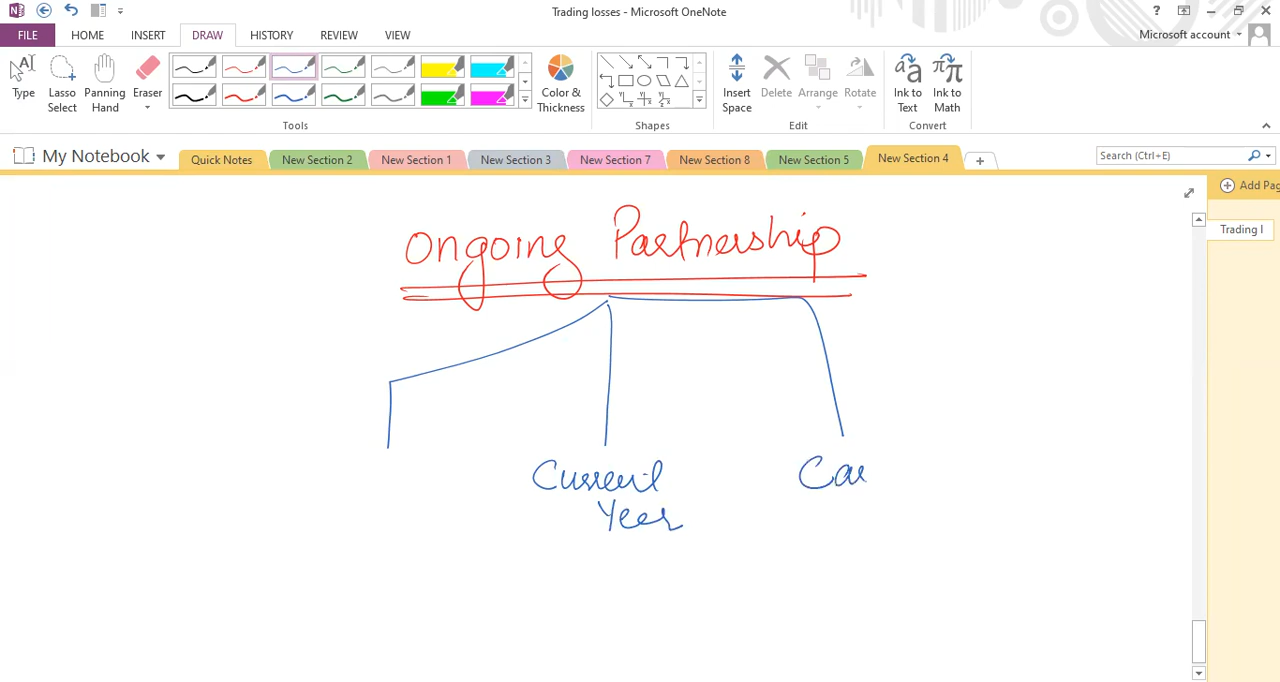 Trading losses - Microsoft OneNote
FILE HOME INSERT DRAW HISTORY REVIEW VIEW
Microsoft account
Type
Lasso Select
Panning Hand
Eraser
Color & Thickness
Insert Space
Delete
Arrange
Rotate
Ink to Text
Ink to Math
Tools
Shapes
Edit
Convert
My Notebook
Quick Notes New Section 2 New Section 1 New Section 3 New Section 7 New Section 8 New Section 5 New Section 4
Search (Ctrl+E)
Add Pag
Trading l
Ongoing Partnership
Current Car
Year